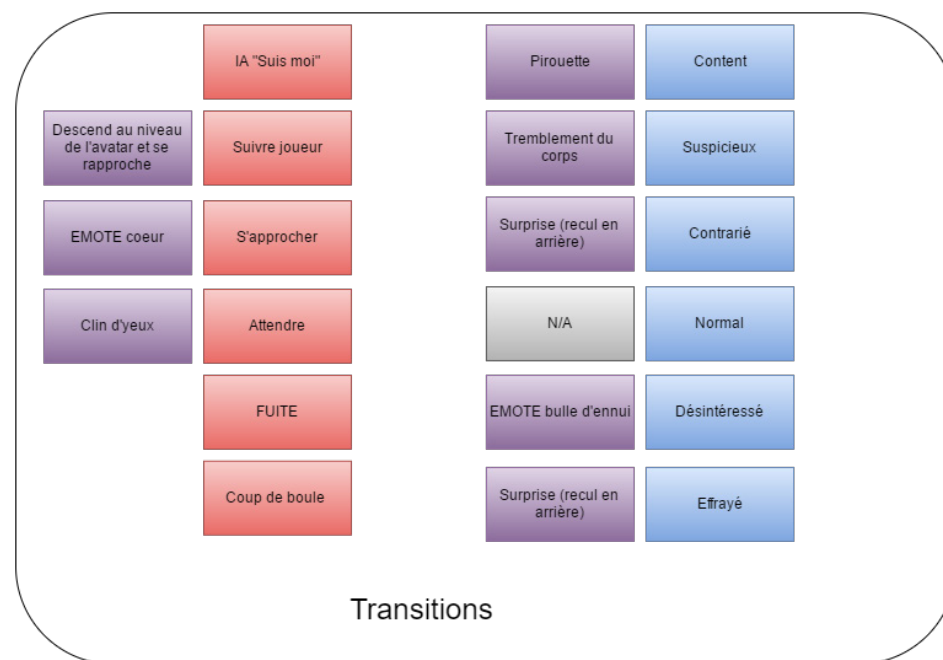 IA "Suis moi"
Pirouette
Content
Descend au niveau
de l'avatar et se
rapproche
Suivre joueur
Tremblement du
corps
Suspicieux
EMOTE coeur
S'approcher
Surprise (recul en
arrière)
Contrarié
Clin d'yeux
Attendre
N/A
Normal
FUITE
EMOTE bulle d'ennui
Désintéressé
Coup de boule
Surprise (recul en
arrière)
Effrayé
Transitions